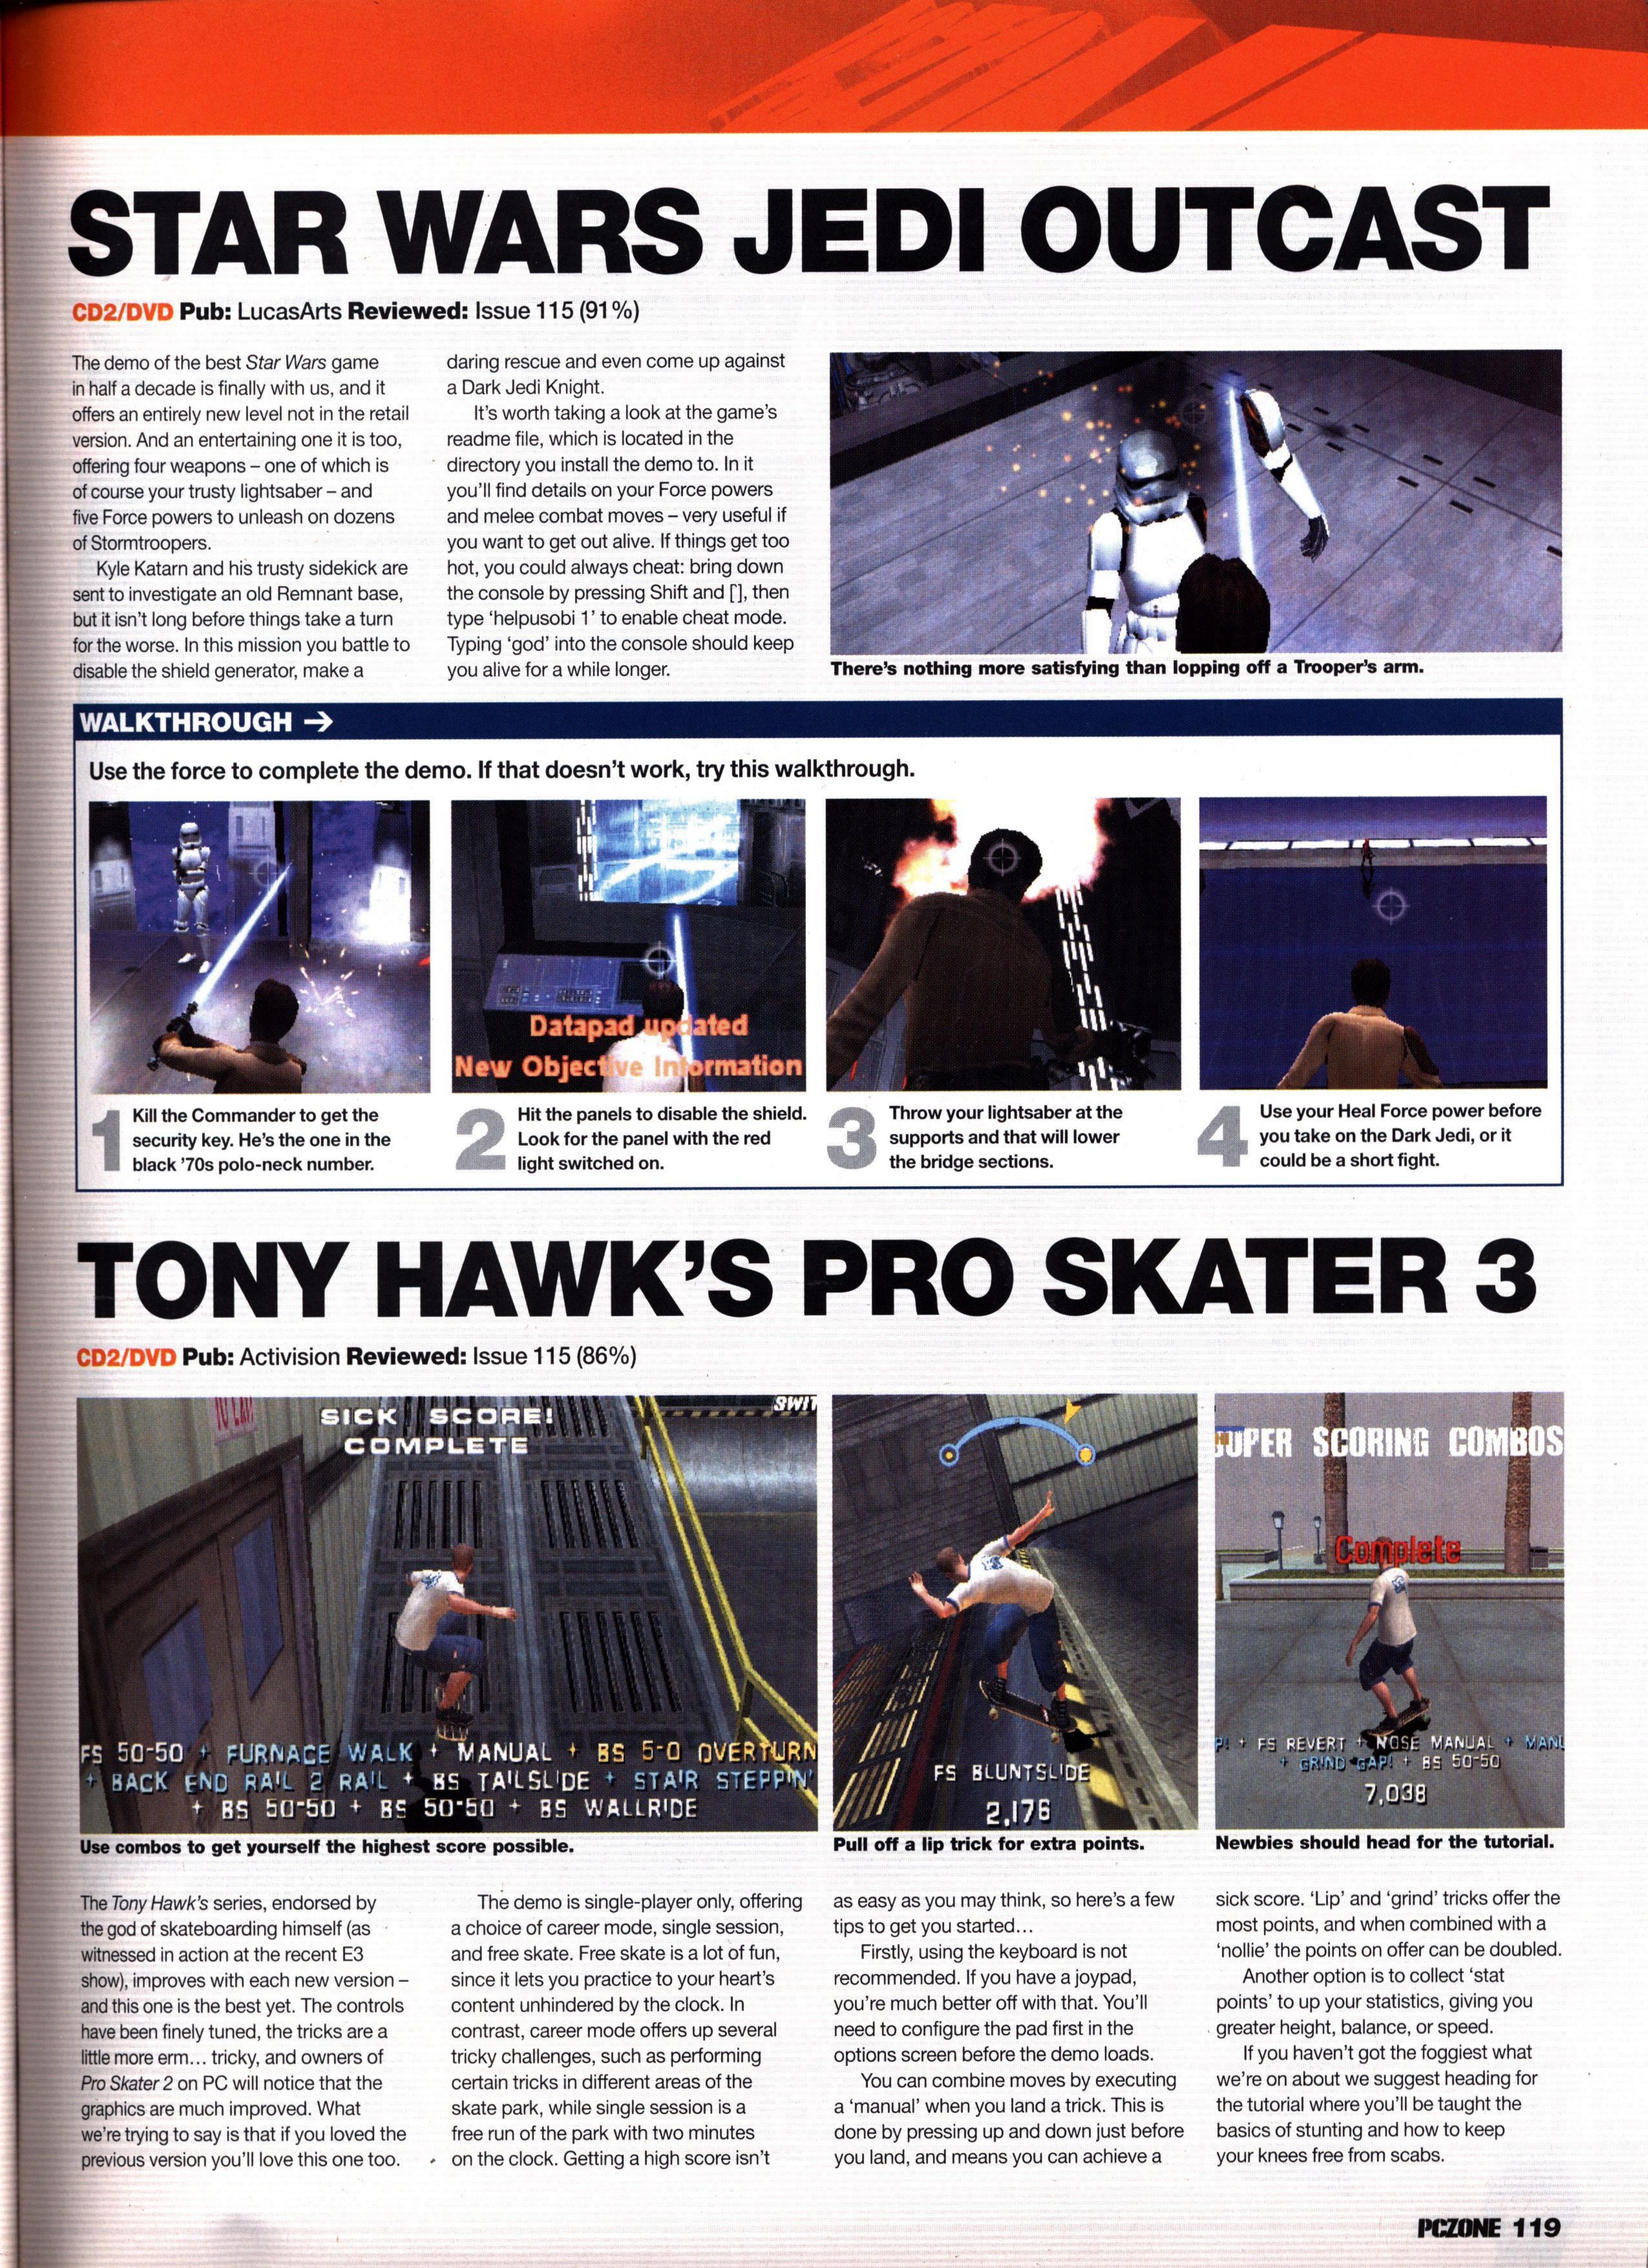 STAR WARS JEDI OUTCAST
CD2/DVD Pub: LucasArts Reviewed: Issue 115 (91%)
The demo of the best Star Wars game
in half a decade is finally with us, and it
offers an entirely new level not in the retail
version. And an entertaining one it is too,
offering four weapons – one of which is
of course your trusty lightsaber – and
five Force powers to unleash on dozens
of Stormtroopers.
Kyle Katarn and his trusty sidekick are
sent to investigate an old Remnant base,
but it isn't long before things take a turn
for the worse. In this mission you battle to
disable the shield generator, make a
daring rescue and even come up against
a Dark Jedi Knight.
It's worth taking a look at the game's
readme file, which is located in the
directory you install the demo to. In it
you'll find details on your Force powers
and melee combat moves – very useful if
you want to get out alive. If things get too
hot, you could always cheat: bring down
the console by pressing Shift and [], then
type 'helpusobi 1' to enable cheat mode.
Typing 'god' into the console should keep
you alive for a while longer.
There's nothing more satisfying than lopping off a Trooper's arm.
WALKTHROUGH →
Use the force to complete the demo. If that doesn't work, try this walkthrough.
Datapad updated
New Objective Information
1 Kill the Commander to get the
security key. He's the one in the
black '70s polo-neck number.
2 Hit the panels to disable the shield.
Look for the panel with the red
light switched on.
3 Throw your lightsaber at the
supports and that will lower
the bridge sections.
4 Use your Heal Force power before
you take on the Dark Jedi, or it
could be a short fight.
TONY HAWK'S PRO SKATER 3
CD2/DVD Pub: Activision Reviewed: Issue 115 (86%)
SICK SCORE!
COMPLETE
SWIT
FS 50-50 + FURNACE WALK + MANUAL + BS 5-0 OVERTURN
+ BACK END RAIL 2 RAIL + BS TAILSLIDE + STAIR STEPPIN'
+ BS 50-50 + BS 50-50 + BS WALLRIDE
Use combos to get yourself the highest score possible.
FS BLUNTSLIDE
2,176
Pull off a lip trick for extra points.
SUPER SCORING COMBOS
Complete
P! + FS REVERT + NOSE MANUAL + MANU
+ GRIND GAP! + BS 50-50
7,038
Newbies should head for the tutorial.
The Tony Hawk's series, endorsed by
the god of skateboarding himself (as
witnessed in action at the recent E3
show), improves with each new version –
and this one is the best yet. The controls
have been finely tuned, the tricks are a
little more erm... tricky, and owners of
Pro Skater 2 on PC will notice that the
graphics are much improved. What
we're trying to say is that if you loved the
previous version you'll love this one too.
The demo is single-player only, offering
a choice of career mode, single session,
and free skate. Free skate is a lot of fun,
since it lets you practice to your heart's
content unhindered by the clock. In
contrast, career mode offers up several
tricky challenges, such as performing
certain tricks in different areas of the
skate park, while single session is a
free run of the park with two minutes
on the clock. Getting a high score isn't
as easy as you may think, so here's a few
tips to get you started...
Firstly, using the keyboard is not
recommended. If you have a joypad,
you're much better off with that. You'll
need to configure the pad first in the
options screen before the demo loads.
You can combine moves by executing
a 'manual' when you land a trick. This is
done by pressing up and down just before
you land, and means you can achieve a
sick score. 'Lip' and 'grind' tricks offer the
most points, and when combined with a
'nollie' the points on offer can be doubled.
Another option is to collect 'stat
points' to up your statistics, giving you
greater height, balance, or speed.
If you haven't got the foggiest what
we're on about we suggest heading for
the tutorial where you'll be taught the
basics of stunting and how to keep
your knees free from scabs.
PCZONE 119